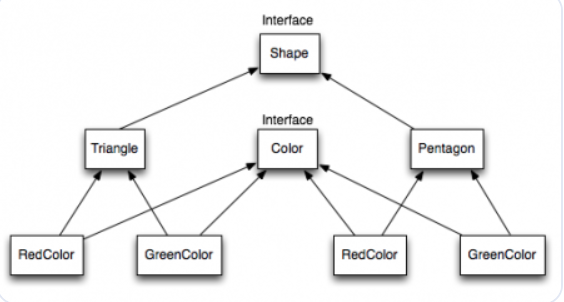 Interface
Shape
Interface
Triangle
Color
Pentagon
RedColor
GreenColor
RedColor
GreenColor